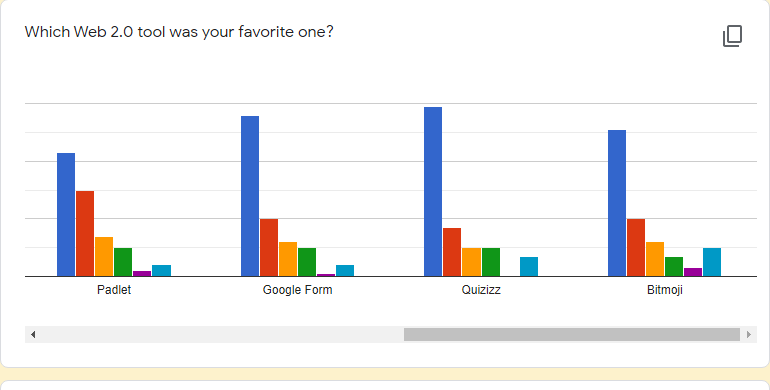 Which Web 2.0 tool was your favorite one?
Padlet
Google Form
Quizizz
Bitmoji